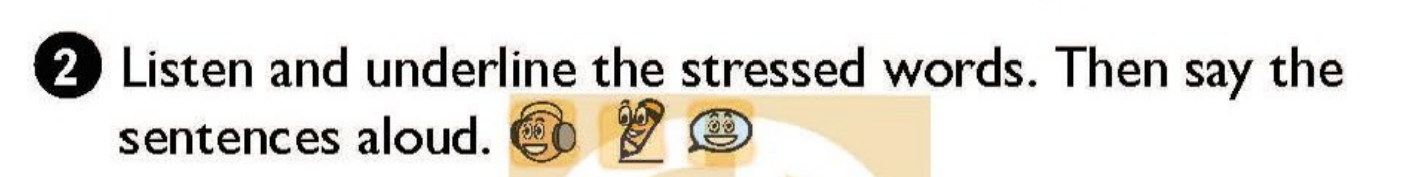 2 Listen and underline the stressed words. Then say the
sentences aloud.